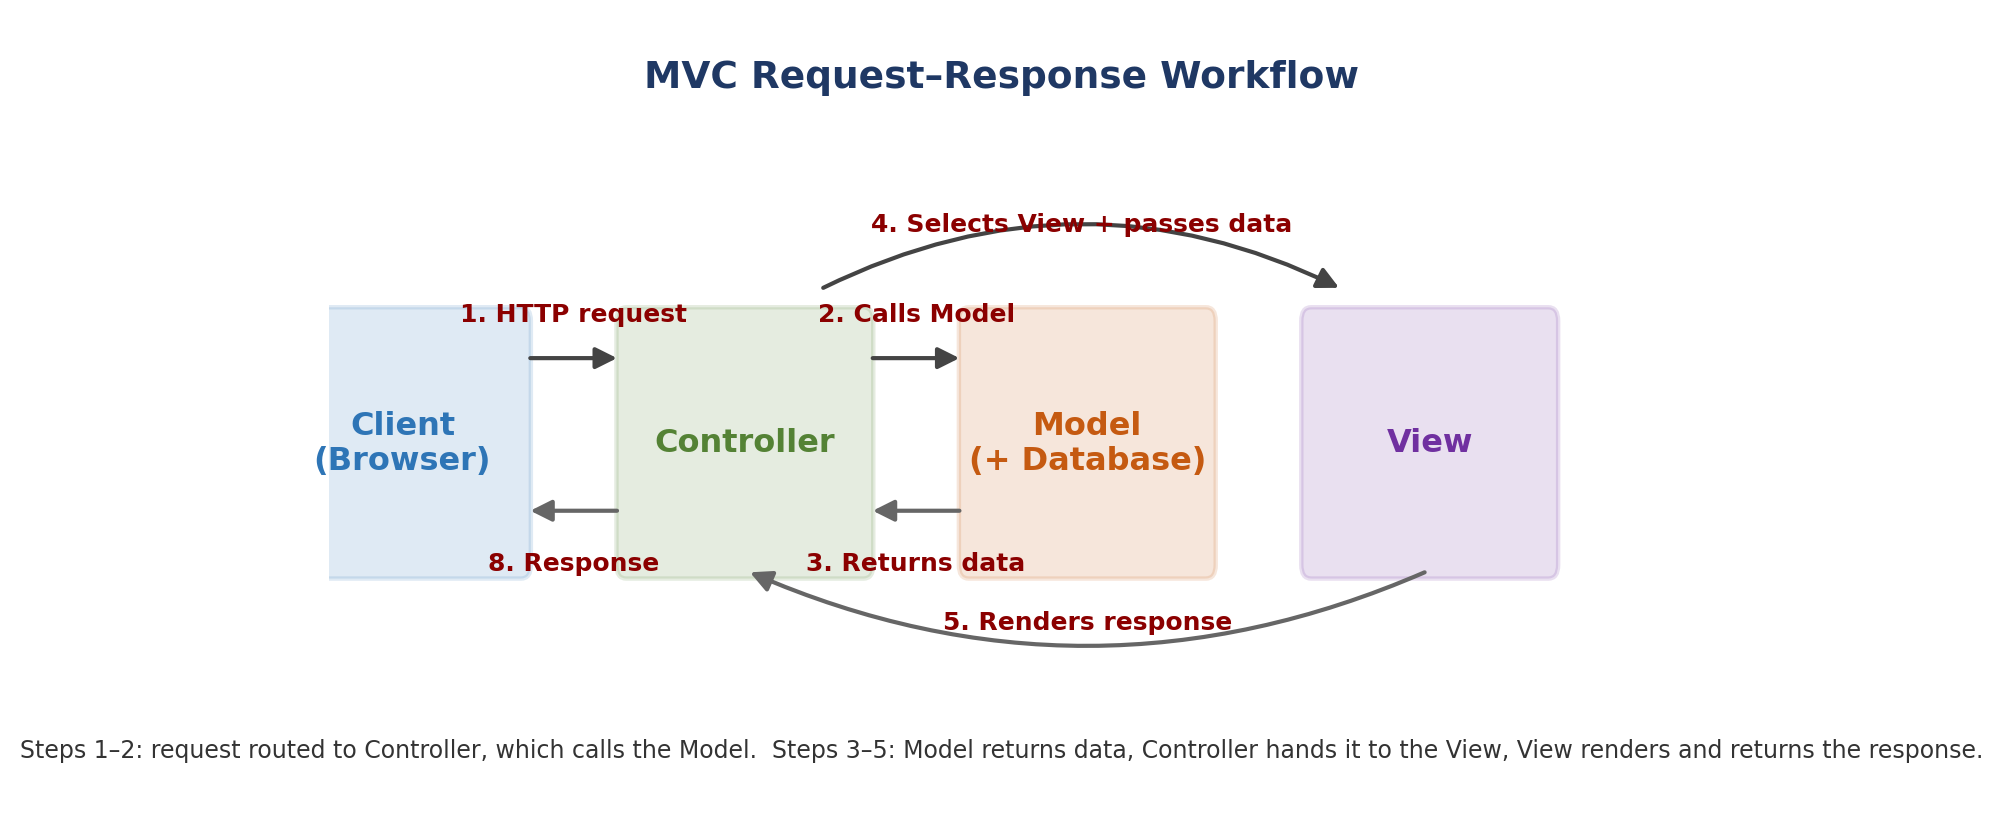 MVC Request–Response Workflow
4. Selects View + passes data
1. HTTP request
2. Calls Model
Client
(Browser)
Controller
Model
(+ Database)
View
8. Response
3. Returns data
5. Renders response
Steps 1–2: request routed to Controller, which calls the Model.  Steps 3–5: Model returns data, Controller hands it to the View, View renders and returns the response.